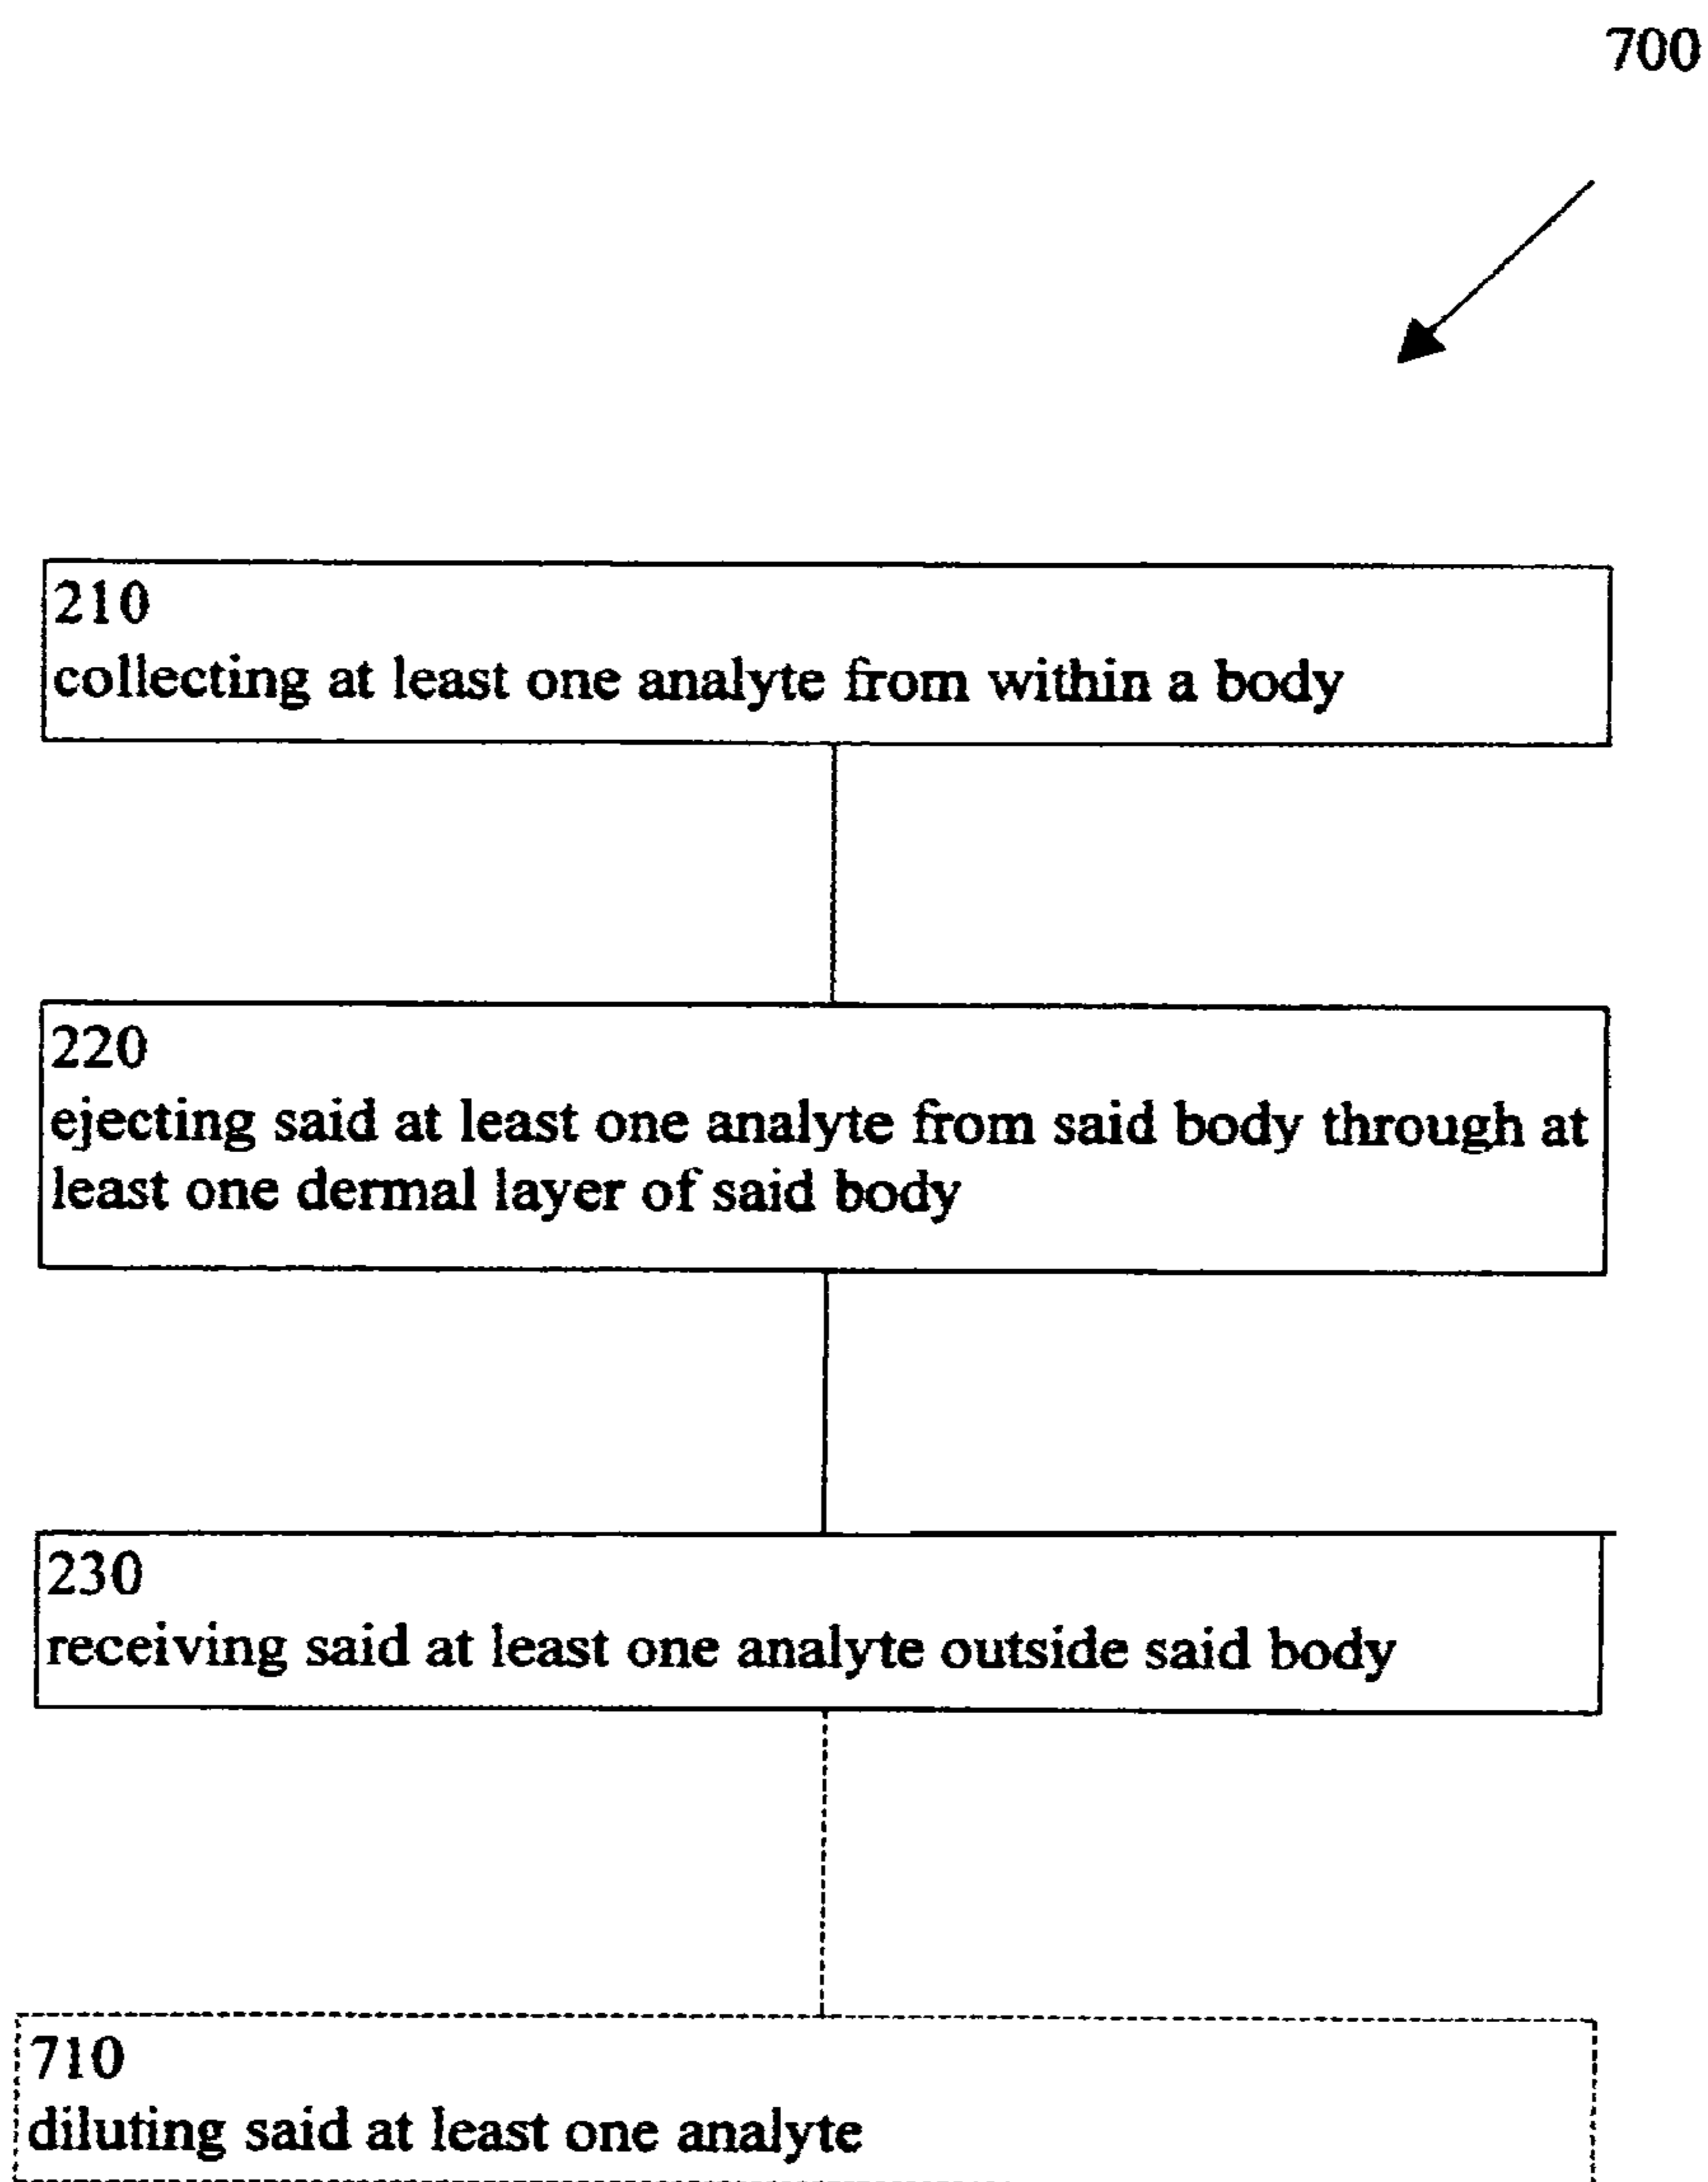 700
210
collecting at least one analyte from within a body
220
ejecting said at least one analyte from said body through at
least one dermal layer of said body
230
receiving said at least one analyte outside said body
710
diluting said at least one analyte